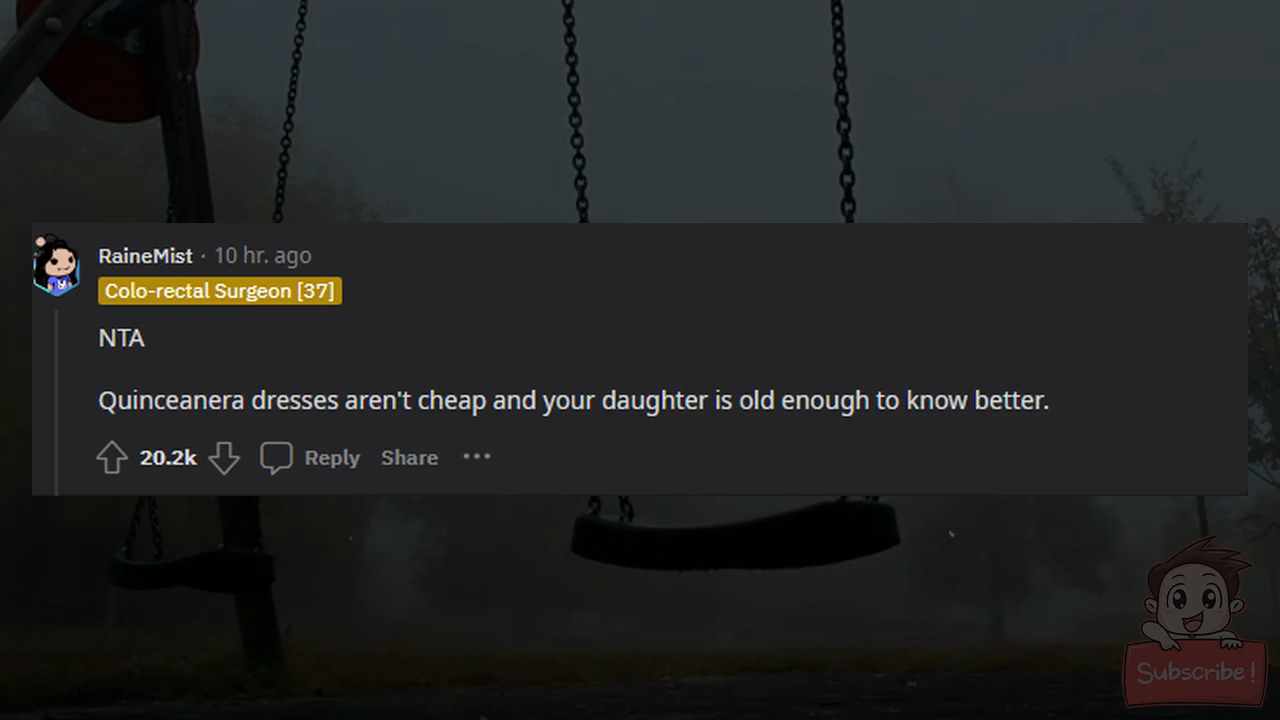 RaineMist · 10 hr. ago
Colo-rectal Surgeon [37]
NTA
Quinceanera dresses aren't cheap and your daughter is old enough to know better.
20.2k Reply Share ···
Subscribe!